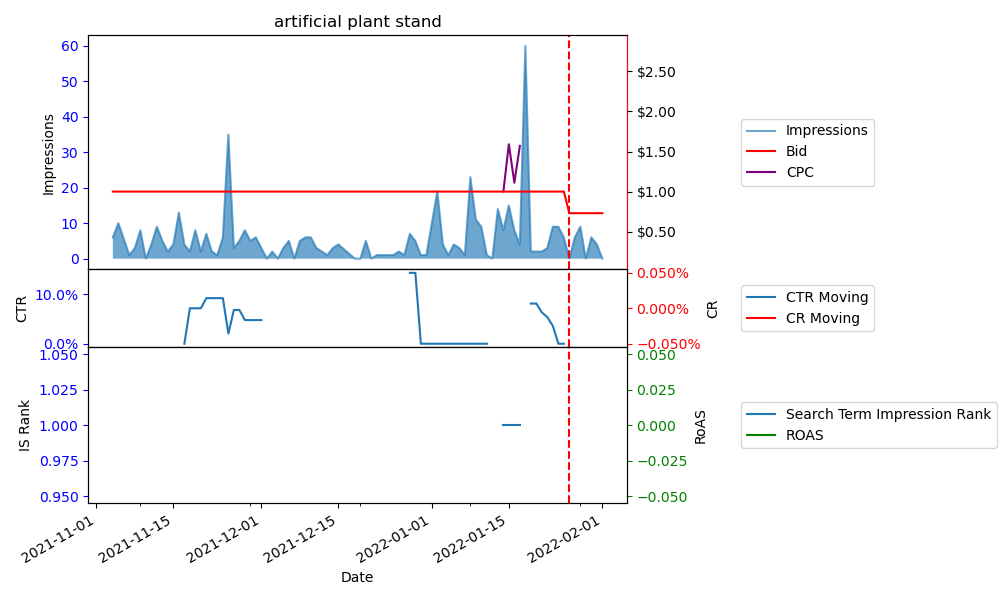 artificial plant stand
60
50
40
30
20
10
0
Impressions
$2.50
$2.00
$1.50
$1.00
$0.50
Impressions
Bid
CPC
10.0%
0.0%
CTR
0.050%
0.000%
−0.050%
CR
CTR Moving
CR Moving
1.050
1.025
1.000
0.975
0.950
IS Rank
0.050
0.025
0.000
−0.025
−0.050
RoAS
Search Term Impression Rank
ROAS
2021-11-01
2021-11-15
2021-12-01
2021-12-15
2022-01-01
2022-01-15
2022-02-01
Date